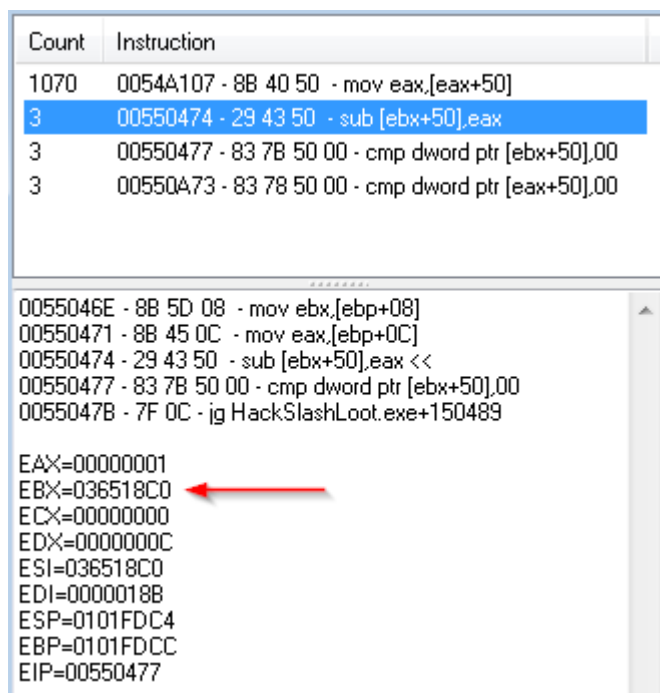 Count Instruction
1070 0054A107 - 8B 40 50 - mov eax,[eax+50]
3 00550474 - 29 43 50 - sub [ebx+50],eax
3 00550477 - 83 7B 50 00 - cmp dword ptr [ebx+50],00
3 00550A73 - 83 78 50 00 - cmp dword ptr [eax+50],00
0055046E - 8B 5D 08 - mov ebx,[ebp+08]
00550471 - 8B 45 0C - mov eax,[ebp+0C]
00550474 - 29 43 50 - sub [ebx+50],eax <<
00550477 - 83 7B 50 00 - cmp dword ptr [ebx+50],00
0055047B - 7F 0C - jg HackSlashLoot.exe+150489
EAX=00000001
EBX=036518C0
ECX=00000000
EDX=0000000C
ESI=036518C0
EDI=0000018B
ESP=0101FDC4
EBP=0101FDCC
EIP=00550477